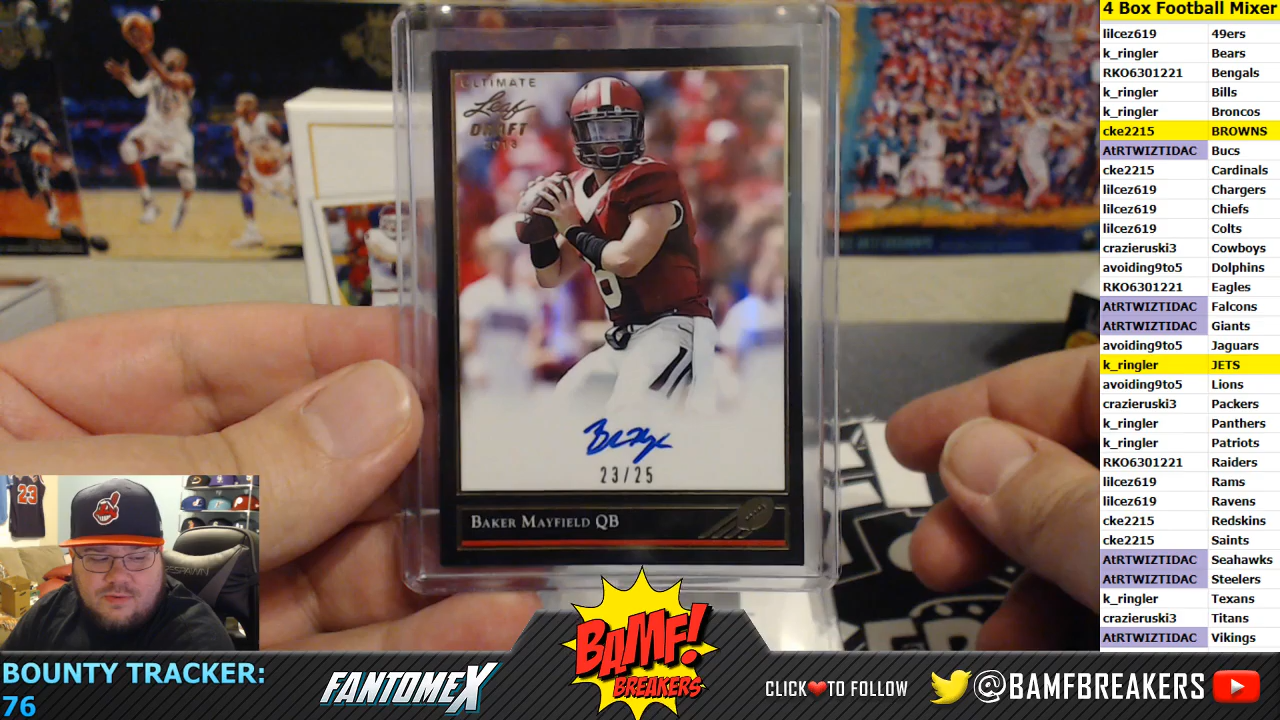 4 Box Football Mixer
lilcez619 49ers
k_ringler Bears
RKO6301221 Bengals
k_ringler Bills
k_ringler Broncos
cke2215 BROWNS
AtRTWIZTIDAC Bucs
cke2215 Cardinals
lilcez619 Chargers
lilcez619 Chiefs
lilcez619 Colts
crazieruski3 Cowboys
avoiding9to5 Dolphins
RKO6301221 Eagles
AtRTWIZTIDAC Falcons
AtRTWIZTIDAC Giants
avoiding9to5 Jaguars
k_ringler JETS
avoiding9to5 Lions
crazieruski3 Packers
k_ringler Panthers
k_ringler Patriots
RKO6301221 Raiders
lilcez619 Rams
lilcez619 Ravens
cke2215 Redskins
cke2215 Saints
AtRTWIZTIDAC Seahawks
AtRTWIZTIDAC Steelers
k_ringler Texans
crazieruski3 Titans
AtRTWIZTIDAC Vikings
ULTIMATE
Leaf
DRAFT
2018
6
23/25
BAKER MAYFIELD QB
23
BOUNTY TRACKER:
76
FANTOMEX
BAMF!
BREAKERS
CLICK TO FOLLOW
@BAMFBREAKERS